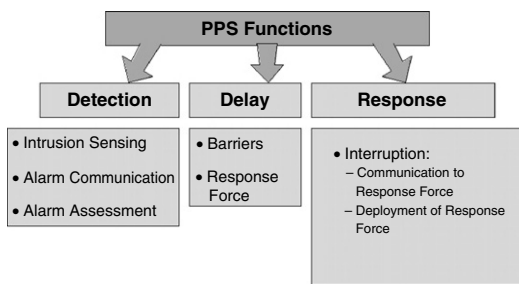 PPS Functions
Detection
• Intrusion Sensing
• Alarm Communication
• Alarm Assessment
Delay
• Barriers
• Response
Force
Response
• Interruption:
– Communication to
Response Force
– Deployment of Response
Force